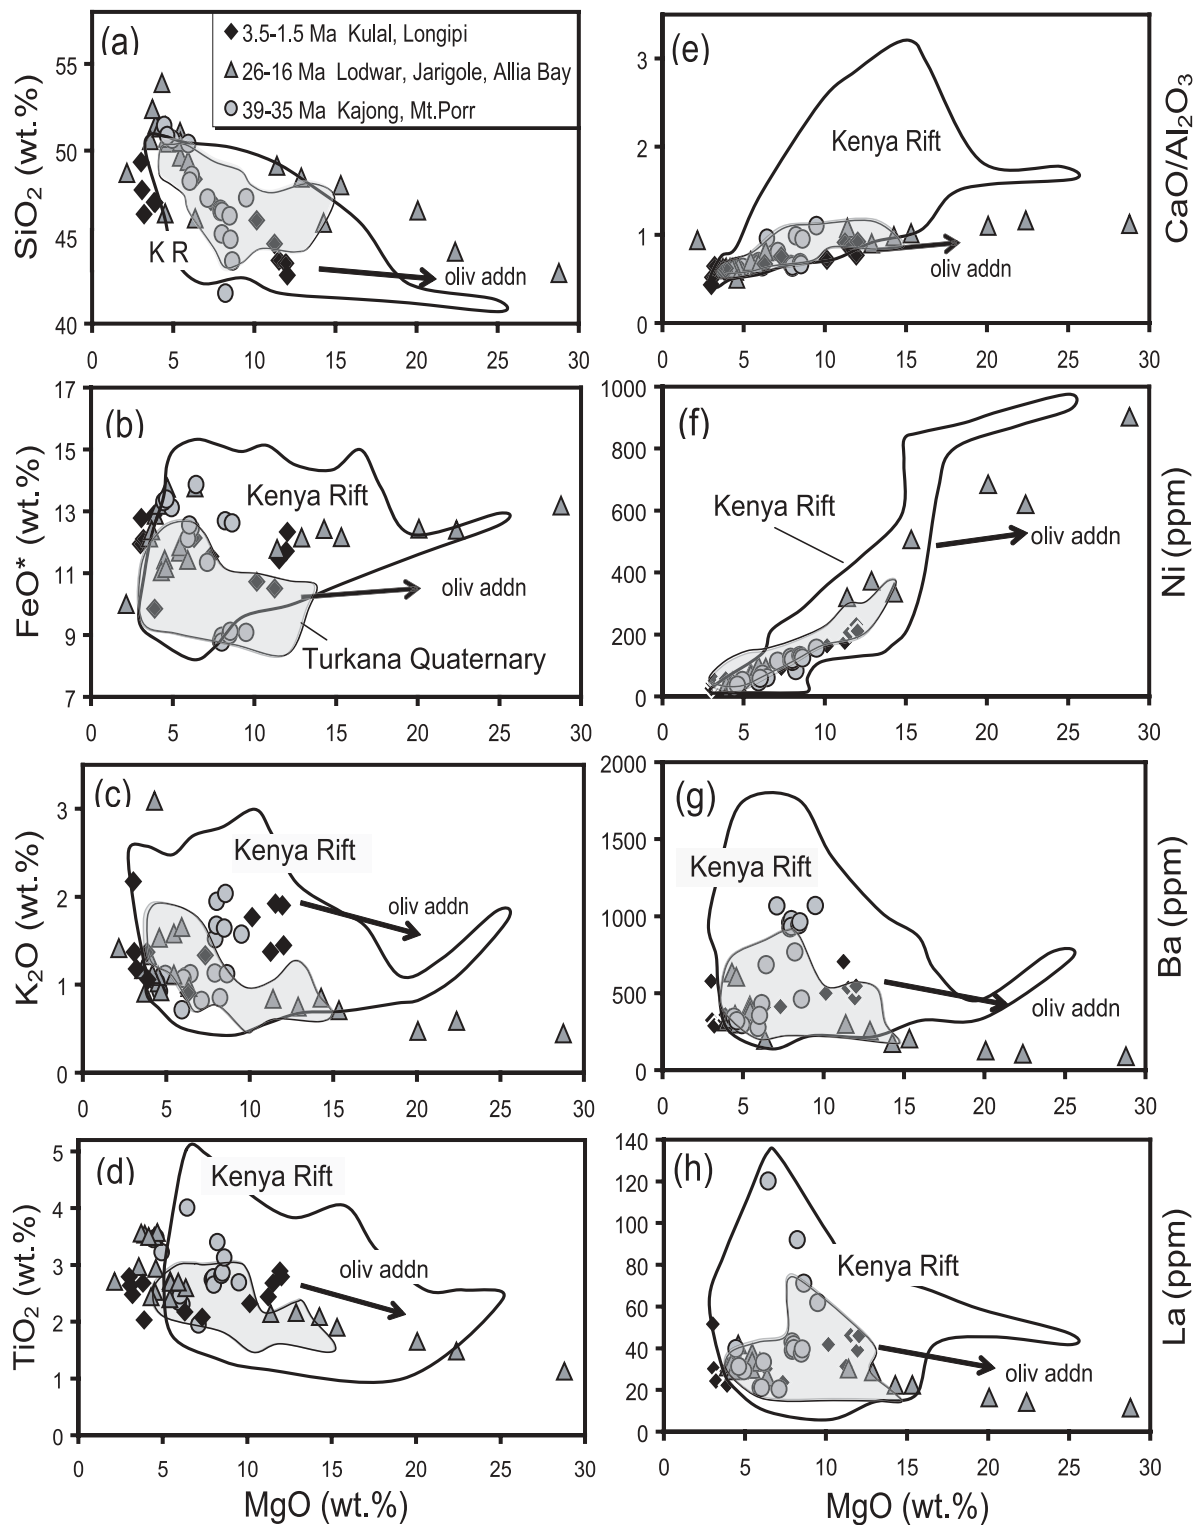 (a)
3.5-1.5 Ma Kulal, Longipi
26-16 Ma Lodwar, Jarigole, Allia Bay
39-35 Ma Kajong, Mt.Porr
SiO2 (wt.%)
55
50
45
40
K R
oliv addn
0 5 10 15 20 25 30
(b)
FeO* (wt.%)
17
15
13
11
9
7
Kenya Rift
oliv addn
Turkana Quaternary
0 5 10 15 20 25 30
(c)
K2O (wt.%)
3
2
1
0
Kenya Rift
oliv addn
0 5 10 15 20 25 30
(d)
TiO2 (wt.%)
5
4
3
2
1
0
Kenya Rift
oliv addn
0 5 10 15 20 25 30
MgO (wt.%)
(e)
CaO/Al2O3
3
2
1
0
Kenya Rift
oliv addn
0 5 10 15 20 25 30
(f)
Ni (ppm)
1000
800
600
400
200
0
Kenya Rift
oliv addn
0 5 10 15 20 25 30
(g)
Ba (ppm)
2000
1500
1000
500
0
Kenya Rift
oliv addn
0 5 10 15 20 25 30
(h)
La (ppm)
140
120
100
80
60
40
20
0
Kenya Rift
oliv addn
0 5 10 15 20 25 30
MgO (wt.%)